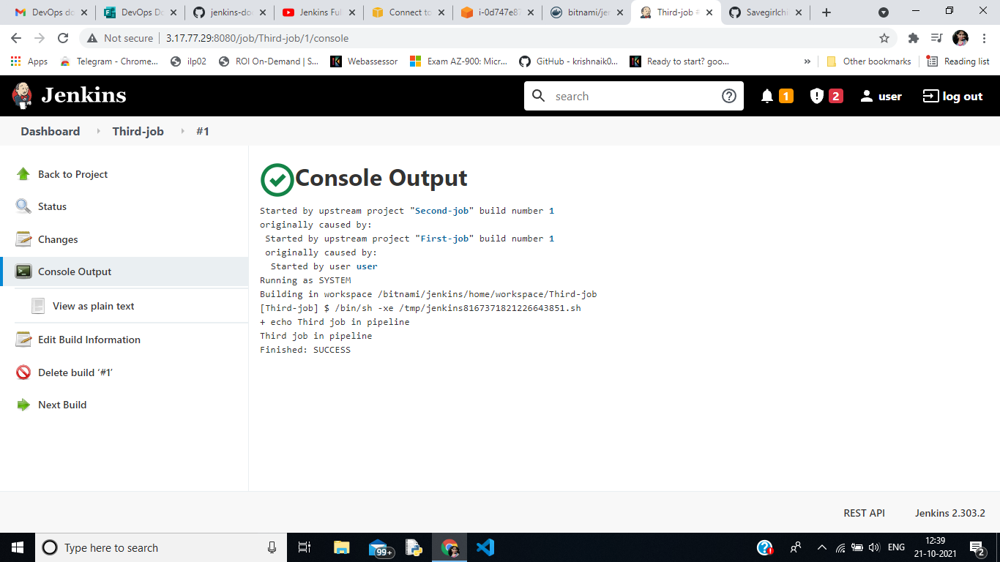 DevOps do
DevOps Do
jenkins-do
Jenkins Ful
Connect to
i-0d747e87
bitnami/jer
Third-job #
Savegirlchi
Not secure
3.17.77.29:8080/job/Third-job/1/console
Apps
Telegram - Chrome...
ilp02
ROI On-Demand | S...
Webassessor
Exam AZ-900: Micr...
GitHub - krishnaik0...
Ready to start? goo...
»
Other bookmarks
Reading list
Jenkins
search
1
2
user
log out
Dashboard
Third-job
#1
Back to Project
Status
Changes
Console Output
View as plain text
Edit Build Information
Delete build ‘#1’
Next Build
Console Output
Started by upstream project "Second-job" build number 1
originally caused by:
Started by upstream project "First-job" build number 1
originally caused by:
Started by user user
Running as SYSTEM
Building in workspace /bitnami/jenkins/home/workspace/Third-job
[Third-job] $ /bin/sh -xe /tmp/jenkins8167371821226643851.sh
+ echo Third job in pipeline
Third job in pipeline
Finished: SUCCESS
REST API
Jenkins 2.303.2
Type here to search
99+
ENG
12:39
21-10-2021
2